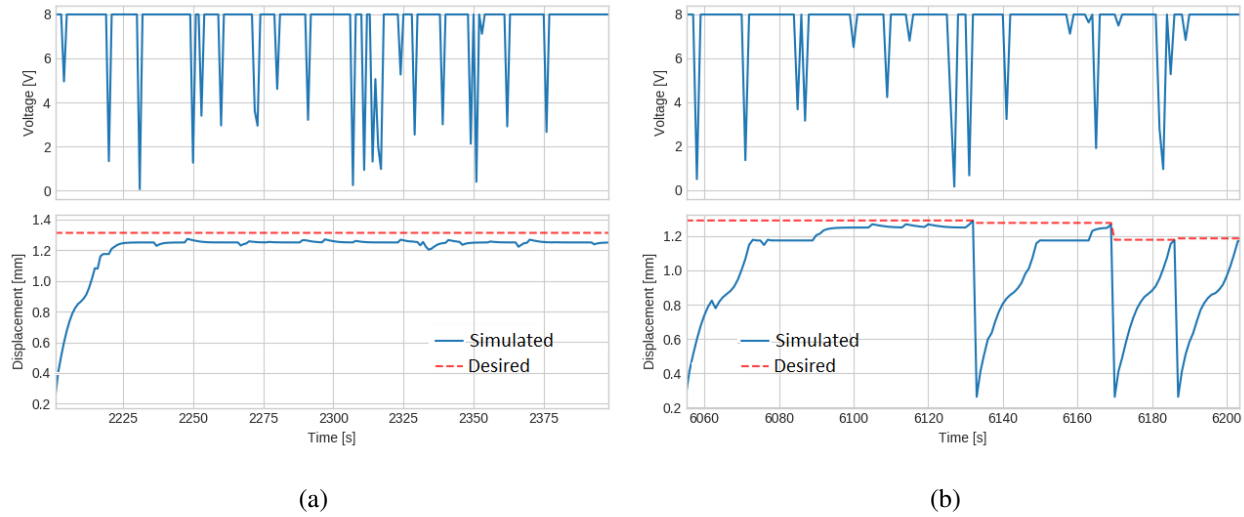 8
6
4
2
0
Voltage [V]
1.4
1.2
1.0
0.8
0.6
0.4
0.2
Displacement [mm]
Simulated
Desired
2225 2250 2275 2300 2325 2350 2375
Time [s]
(a)
8
6
4
2
0
Voltage [V]
1.2
1.0
0.8
0.6
0.4
0.2
Displacement [mm]
Simulated
Desired
6060 6080 6100 6120 6140 6160 6180 6200
Time [s]
(b)